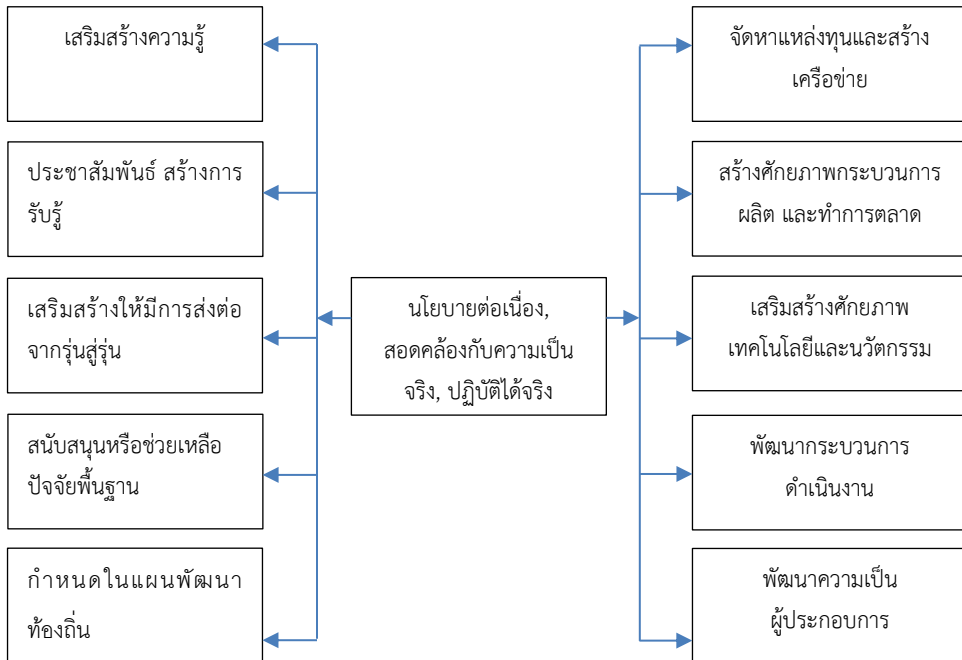 เสริมสร้างความรู้
ประชาสัมพันธ์ สร้างการ
รับรู้
เสริมสร้างให้มีการส่งต่อ
จากรุ่นสู่รุ่น
สนับสนุนหรือช่วยเหลือ
ปัจจัยพื้นฐาน
กำหนดในแผนพัฒนา
ท้องถิ่น
นโยบายต่อเนื่อง,
สอดคล้องกับความเป็น
จริง, ปฏิบัติได้จริง
จัดหาแหล่งทุนและสร้าง
เครือข่าย
สร้างศักยภาพกระบวนการ
ผลิต และทำการตลาด
เสริมสร้างศักยภาพ
เทคโนโลยีและนวัตกรรม
พัฒนากระบวนการ
ดำเนินงาน
พัฒนาความเป็น
ผู้ประกอบการ